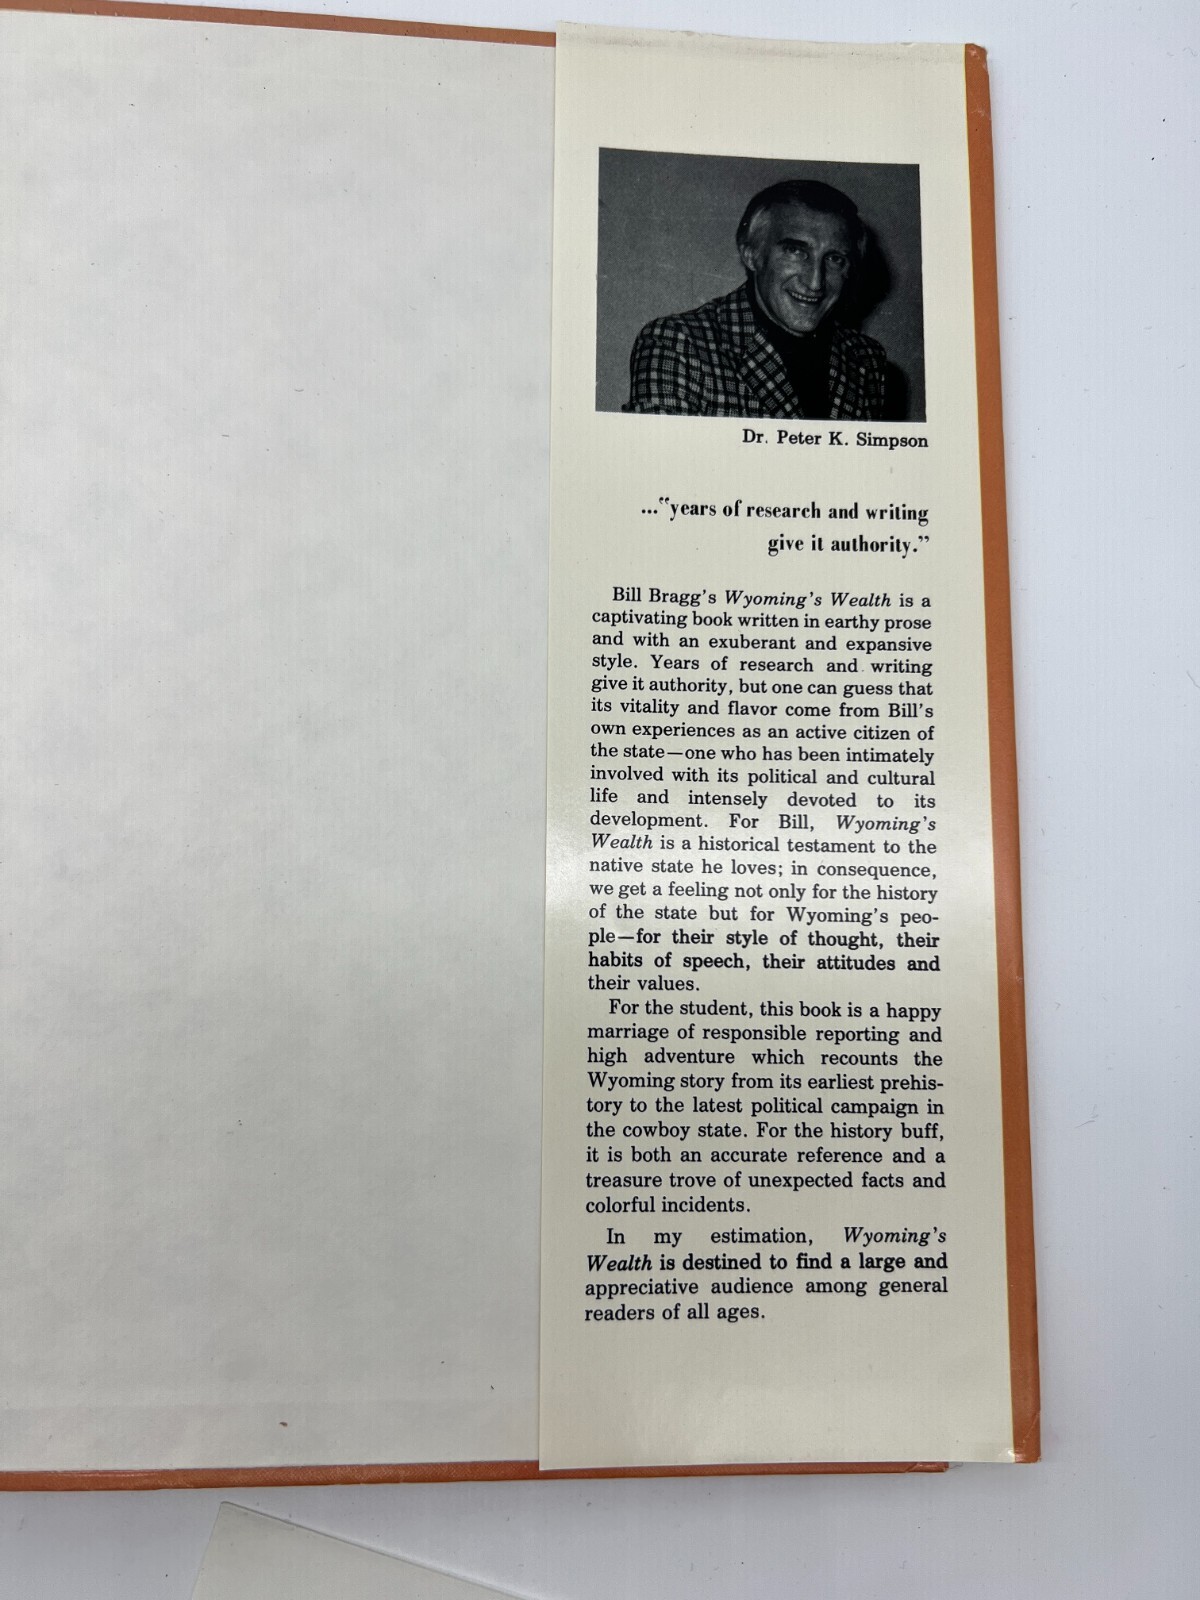 Dr. Peter K. Simpson
..."years of research and writing
give it authority."
Bill Bragg's Wyoming's Wealth is a
captivating book written in earthy prose
and with an exuberant and expansive
style. Years of research and writing
give it authority, but one can guess that
its vitality and flavor come from Bill's
own experiences as an active citizen of
the state—one who has been intimately
involved with its political and cultural
life and intensely devoted to its
development. For Bill, Wyoming's
Wealth is a historical testament to the
native state he loves; in consequence,
we get a feeling not only for the history
of the state but for Wyoming's peo-
ple—for their style of thought, their
habits of speech, their attitudes and
their values.
For the student, this book is a happy
marriage of responsible reporting and
high adventure which recounts the
Wyoming story from its earliest prehis-
tory to the latest political campaign in
the cowboy state. For the history buff,
it is both an accurate reference and a
treasure trove of unexpected facts and
colorful incidents.
In my estimation, Wyoming's
Wealth is destined to find a large and
appreciative audience among general
readers of all ages.